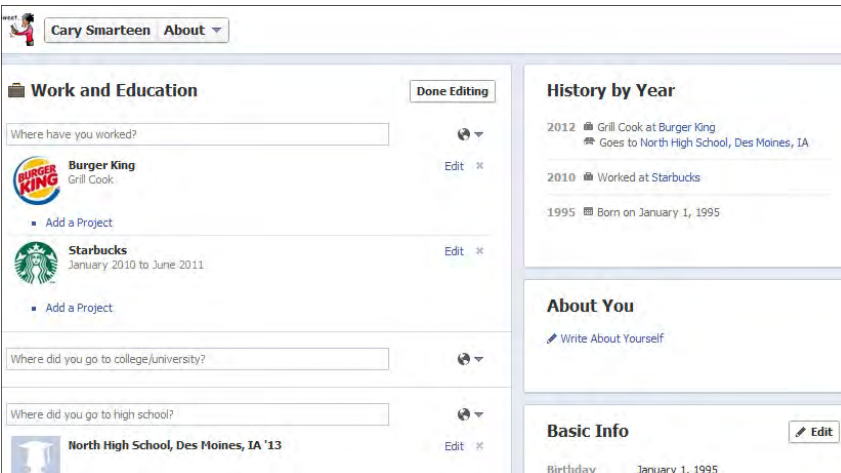 weet.
Cary Smarteen About
Work and Education
Done Editing
Where have you worked?
BURGER KING
Burger King
Grill Cook
Edit ×
Add a Project
Starbucks
January 2010 to June 2011
Edit ×
Add a Project
Where did you go to college/university?
Where did you go to high school?
North High School, Des Moines, IA '13
Edit ×
History by Year
2012 Grill Cook at Burger King
Goes to North High School, Des Moines, IA
2010 Worked at Starbucks
1995 Born on January 1, 1995
About You
Write About Yourself
Basic Info
Edit
Birthday January 1, 1995